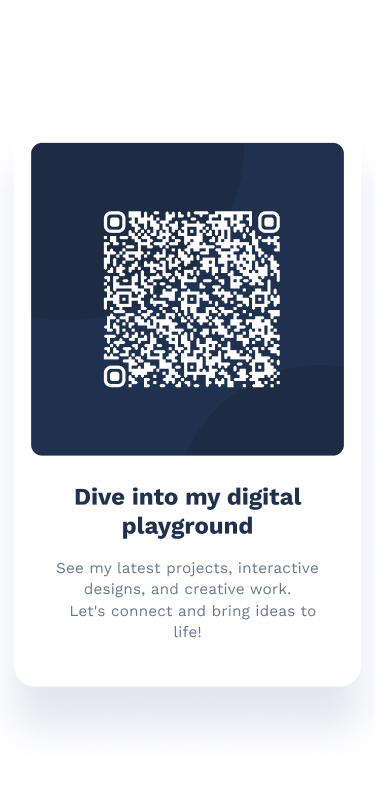 Dive into my digital
playground
See my latest projects, interactive
designs, and creative work.
Let's connect and bring ideas to
life!